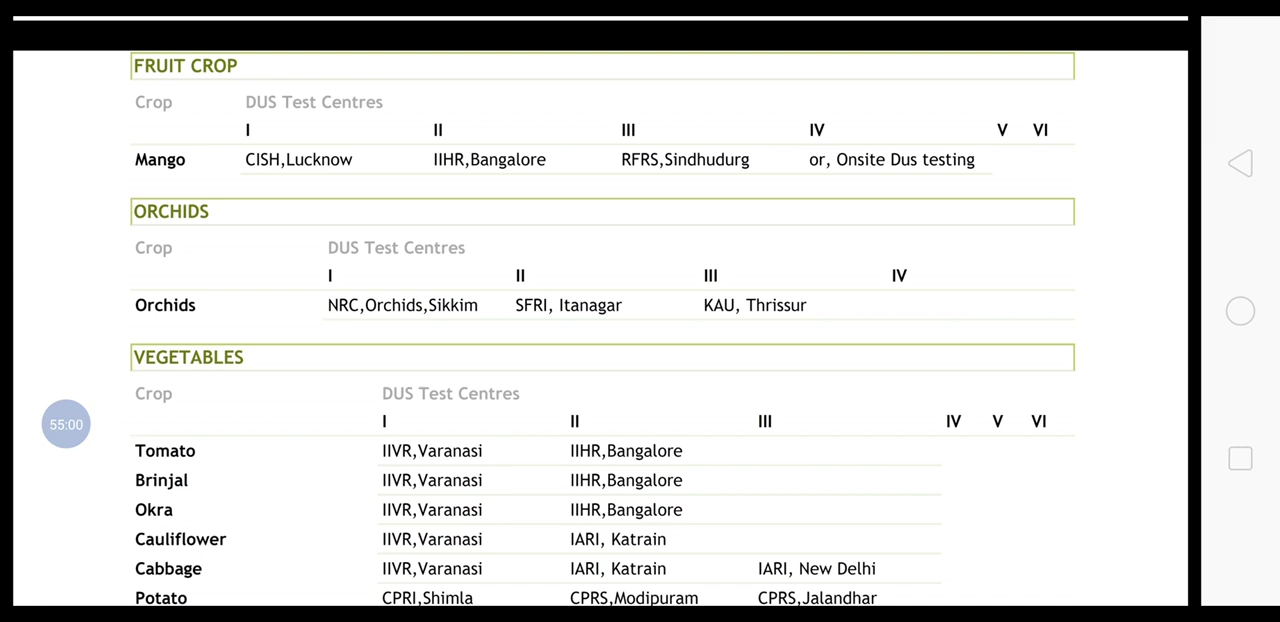 FRUIT CROP
Crop DUS Test Centres
I II III IV V VI
Mango CISH,Lucknow IIHR,Bangalore RFRS,Sindhudurg or, Onsite Dus testing
ORCHIDS
Crop DUS Test Centres
I II III IV
Orchids NRC,Orchids,Sikkim SFRI, Itanagar KAU, Thrissur
VEGETABLES
Crop DUS Test Centres
I II III IV V VI
55:00
Tomato IIVR,Varanasi IIHR,Bangalore
Brinjal IIVR,Varanasi IIHR,Bangalore
Okra IIVR,Varanasi IIHR,Bangalore
Cauliflower IIVR,Varanasi IARI, Katrain
Cabbage IIVR,Varanasi IARI, Katrain IARI, New Delhi
Potato CPRI,Shimla CPRS,Modipuram CPRS,Jalandhar